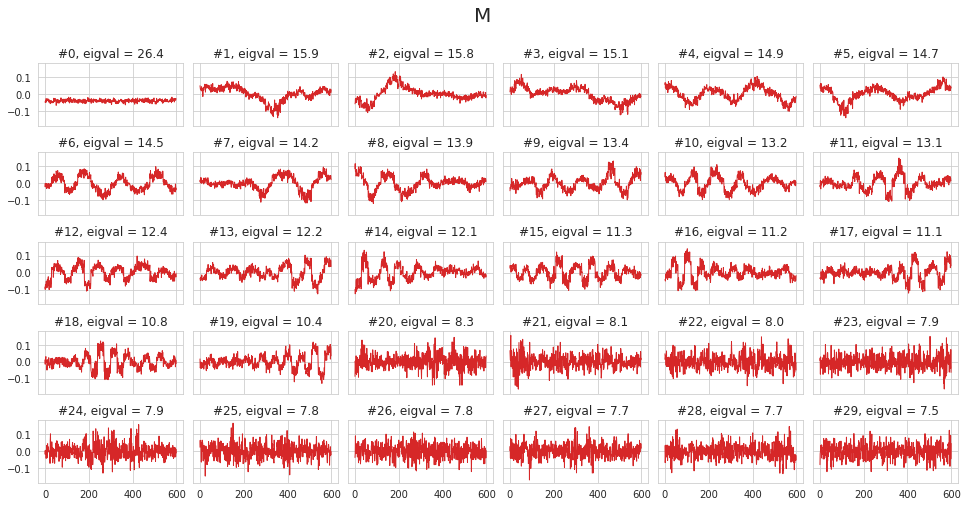 M
#0, eigval = 26.4 #1, eigval = 15.9 #2, eigval = 15.8 #3, eigval = 15.1 #4, eigval = 14.9 #5, eigval = 14.7
0.1
0.0
−0.1
#6, eigval = 14.5 #7, eigval = 14.2 #8, eigval = 13.9 #9, eigval = 13.4 #10, eigval = 13.2 #11, eigval = 13.1
0.1
0.0
−0.1
#12, eigval = 12.4 #13, eigval = 12.2 #14, eigval = 12.1 #15, eigval = 11.3 #16, eigval = 11.2 #17, eigval = 11.1
0.1
0.0
−0.1
#18, eigval = 10.8 #19, eigval = 10.4 #20, eigval = 8.3 #21, eigval = 8.1 #22, eigval = 8.0 #23, eigval = 7.9
0.1
0.0
−0.1
#24, eigval = 7.9 #25, eigval = 7.8 #26, eigval = 7.8 #27, eigval = 7.7 #28, eigval = 7.7 #29, eigval = 7.5
0.1
0.0
−0.1
0 200 400 600 0 200 400 600 0 200 400 600 0 200 400 600 0 200 400 600 0 200 400 600